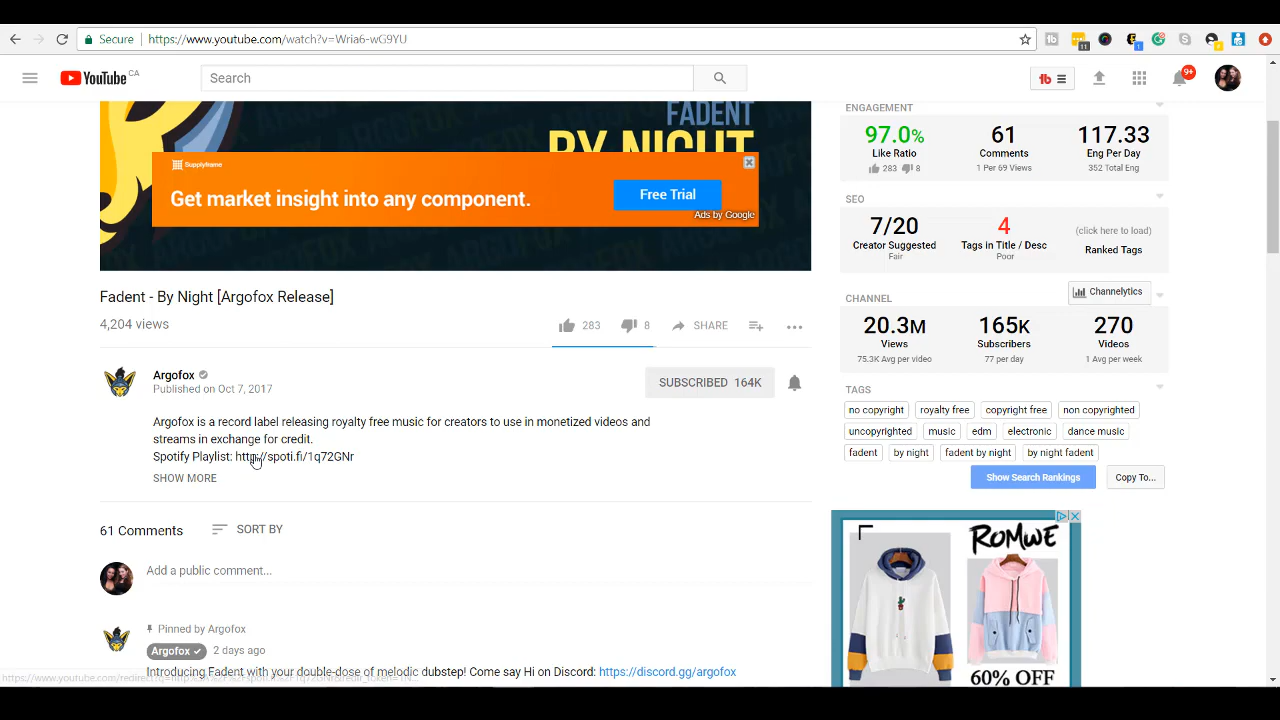 Secure
https://www.youtube.com/watch?v=Wria6-wG9YU
11
1
YouTube CA
Search
tb
9+
FADENT
BY NIGHT
Supplyframe
Get market insight into any component.
Free Trial
Ads by Google
Fadent - By Night [Argofox Release]
4,204 views
283
8
SHARE
Argofox
Published on Oct 7, 2017
SUBSCRIBED 164K
Argofox is a record label releasing royalty free music for creators to use in monetized videos and
streams in exchange for credit.
Spotify Playlist: http://spoti.fi/1q72GNr
SHOW MORE
61 Comments
SORT BY
Add a public comment...
Pinned by Argofox
Argofox
2 days ago
Introducing Fadent with your double-dose of melodic dubstep! Come say Hi on Discord: https://discord.gg/argofox
ENGAGEMENT
97.0% 61 117.33
Like Ratio Comments Eng Per Day
283 8 1 Per 69 Views 352 Total Eng
SEO
7/20 4 (click here to load)
Creator Suggested Tags in Title / Desc Ranked Tags
Fair Poor
Channelytics
CHANNEL
20.3M 165K 270
Views Subscribers Videos
75.3K Avg per video 77 per day 1 Avg per week
TAGS
no copyright royalty free copyright free non copyrighted
uncopyrighted music edm electronic dance music
fadent by night fadent by night by night fadent
Show Search Rankings Copy To...
ROMWE
60% OFF